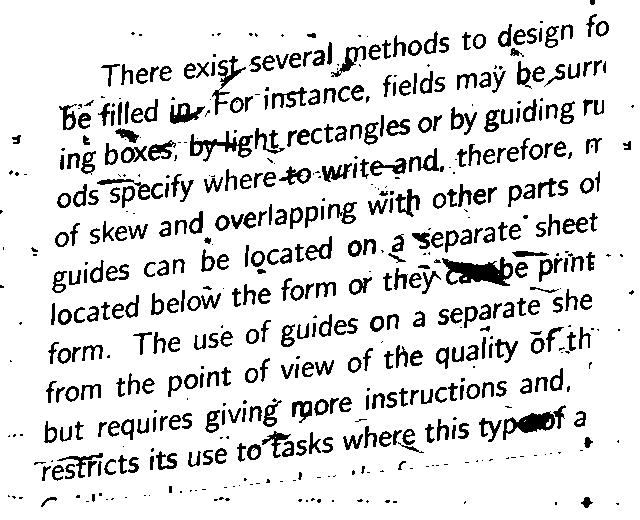 There exist several methods to design fo
be filled in. For instance, fields may be surr
ing boxes, by light rectangles or by guiding ru
ods specify where to write and, therefore, m
of skew and overlapping with other parts of
guides can be located on a separate sheet
located below the form or they can be print
form. The use of guides on a separate she
from the point of view of the quality of th
but requires giving more instructions and,
restricts its use to tasks where this type of a